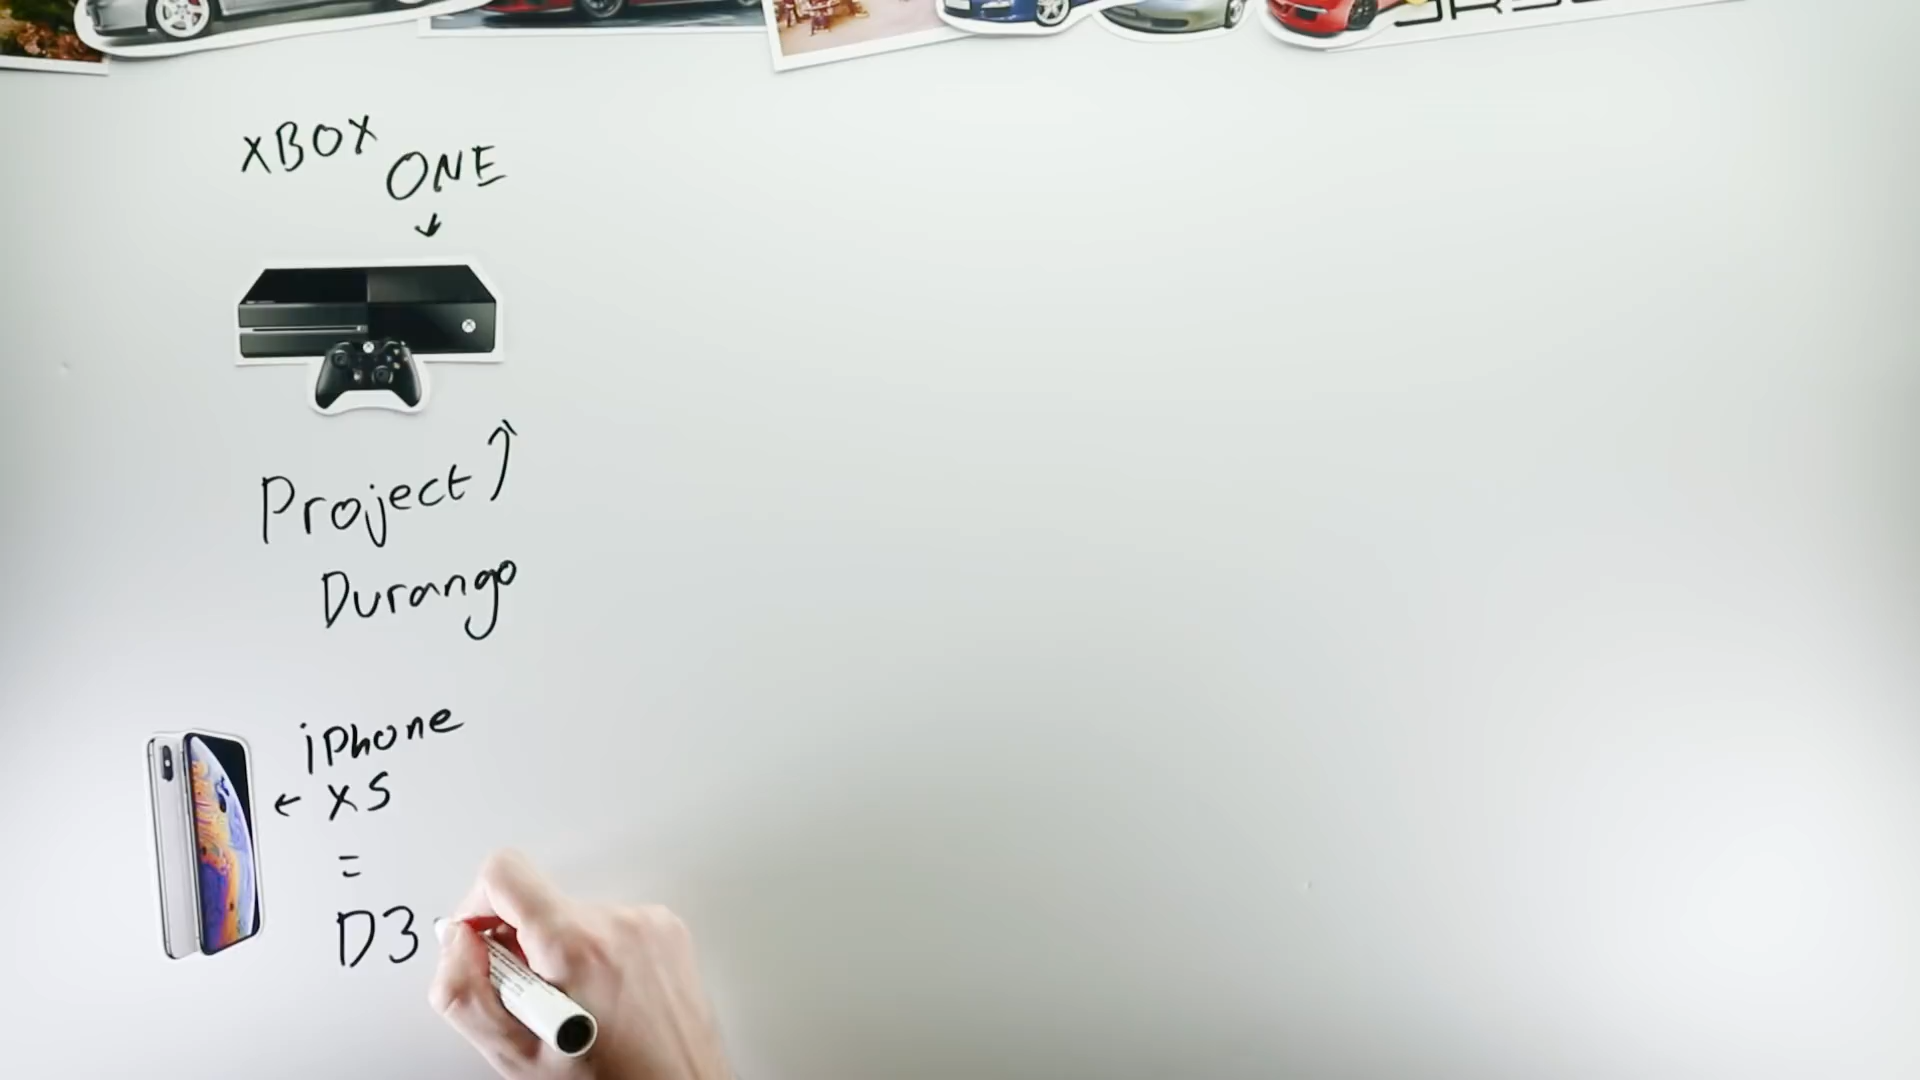 XBOX
ONE
Project
Durango
iPhone
XS
=
D3